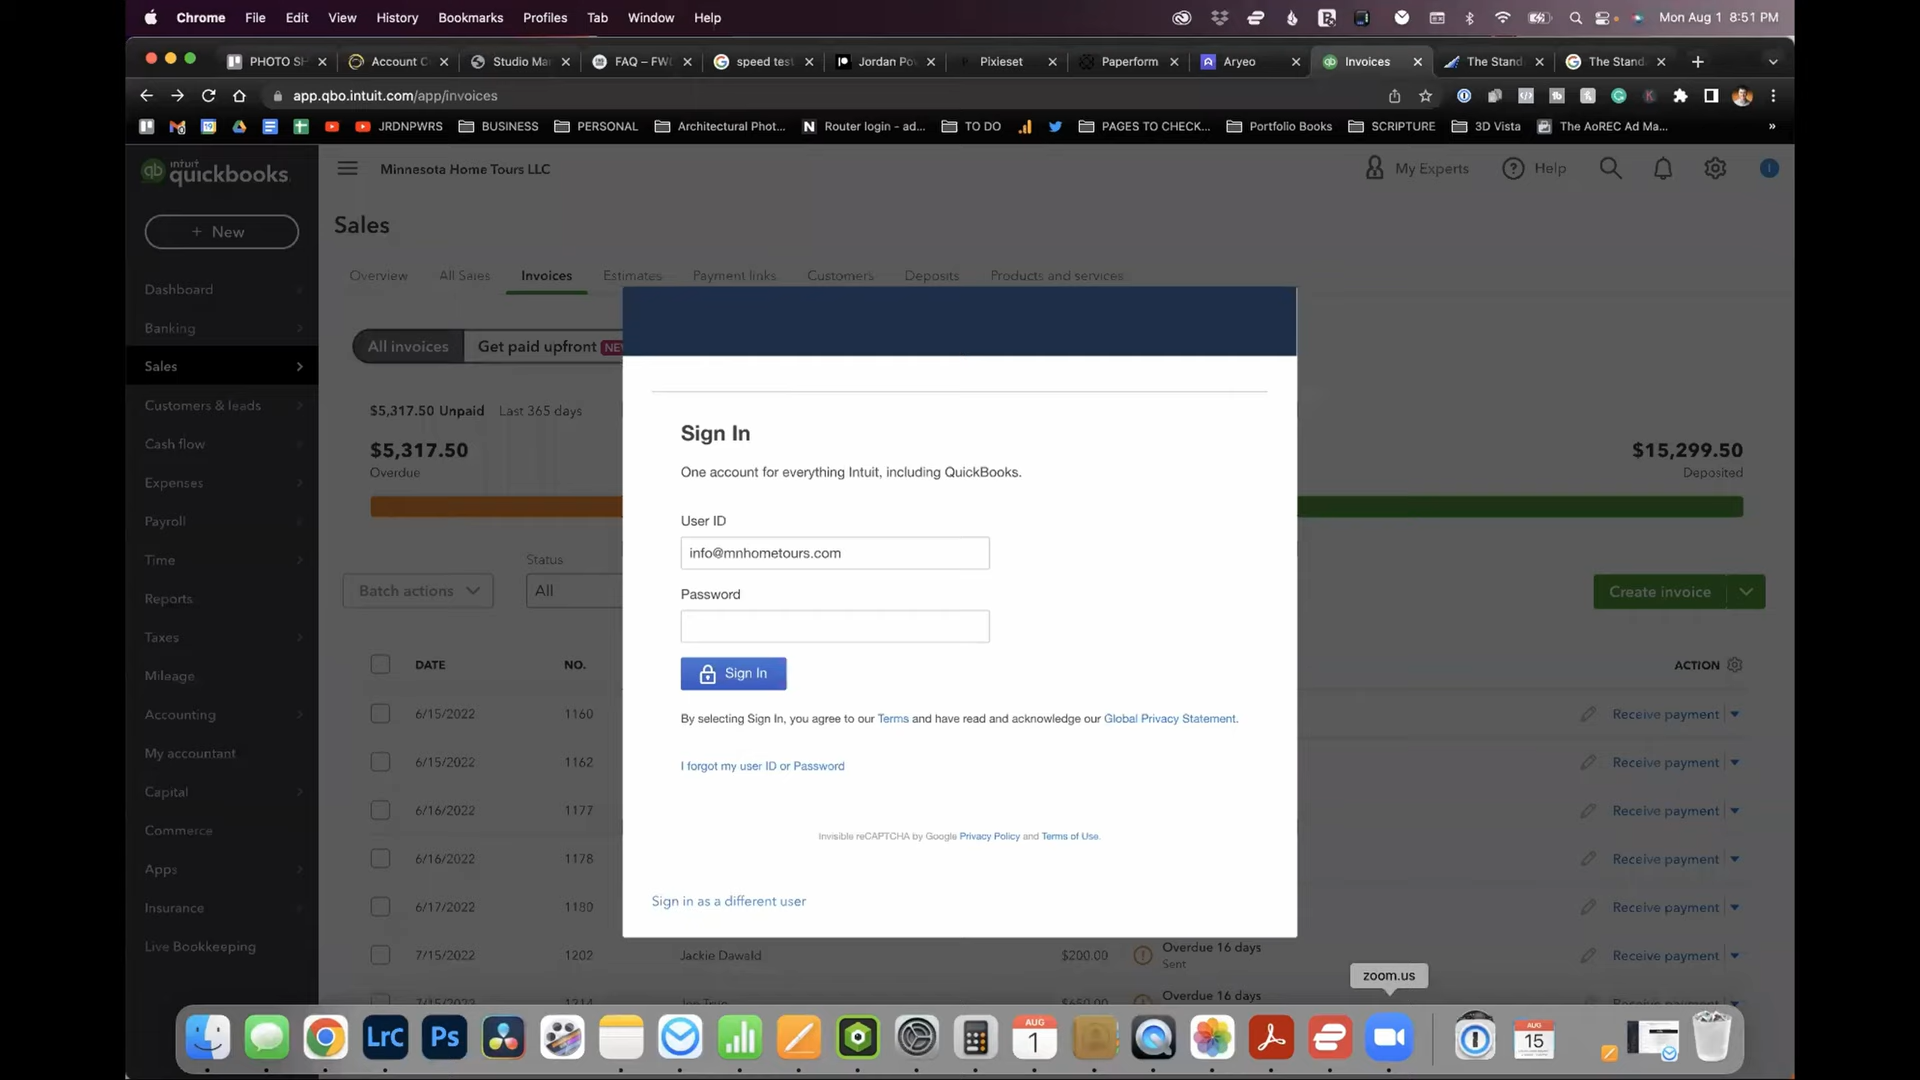 Chrome File Edit View History Bookmarks Profiles Tab Window Help Mon Aug 1 8:51 PM
PHOTO SH Account C Studio Mar FAQ – FWC speed test Jordan Po Pixieset Paperform Aryeo Invoices The Stand The Stand
app.qbo.intuit.com/app/invoices
JRDNPWRS BUSINESS PERSONAL Architectural Phot... Router login - ad... TO DO PAGES TO CHECK... Portfolio Books SCRIPTURE 3D Vista The AoREC Ad Ma... »
intuit
quickbooks
Minnesota Home Tours LLC
My Experts
Help
+ New
Sales
Overview All Sales Invoices Estimates Payment links Customers Deposits Products and services
Dashboard
Banking
Sales
Customers & leads
Cash flow
Expenses
Payroll
Time
Reports
Taxes
Mileage
Accounting
My accountant
Capital
Commerce
Apps
Insurance
Live Bookkeeping
All invoices Get paid upfront
$5,317.50 Unpaid Last 365 days
$5,317.50
Overdue
$15,299.50
Deposited
Status
Batch actions
All
Create invoice
Sign In
One account for everything Intuit, including QuickBooks.
User ID
info@mnhometours.com
Password
Sign In
By selecting Sign In, you agree to our Terms and have read and acknowledge our Global Privacy Statement.
I forgot my user ID or Password
Invisible reCAPTCHA by Google Privacy Policy and Terms of Use.
Sign in as a different user
DATE NO. ACTION
6/15/2022 1160 Receive payment
6/15/2022 1162 Receive payment
6/16/2022 1177 Receive payment
6/16/2022 1178 Receive payment
6/17/2022 1180 Receive payment
7/15/2022 1202 Jackie Dawald $200.00 Overdue 16 days Receive payment
Sent
Overdue 16 days
zoom.us
LrC Ps AUG 1 AUG 15